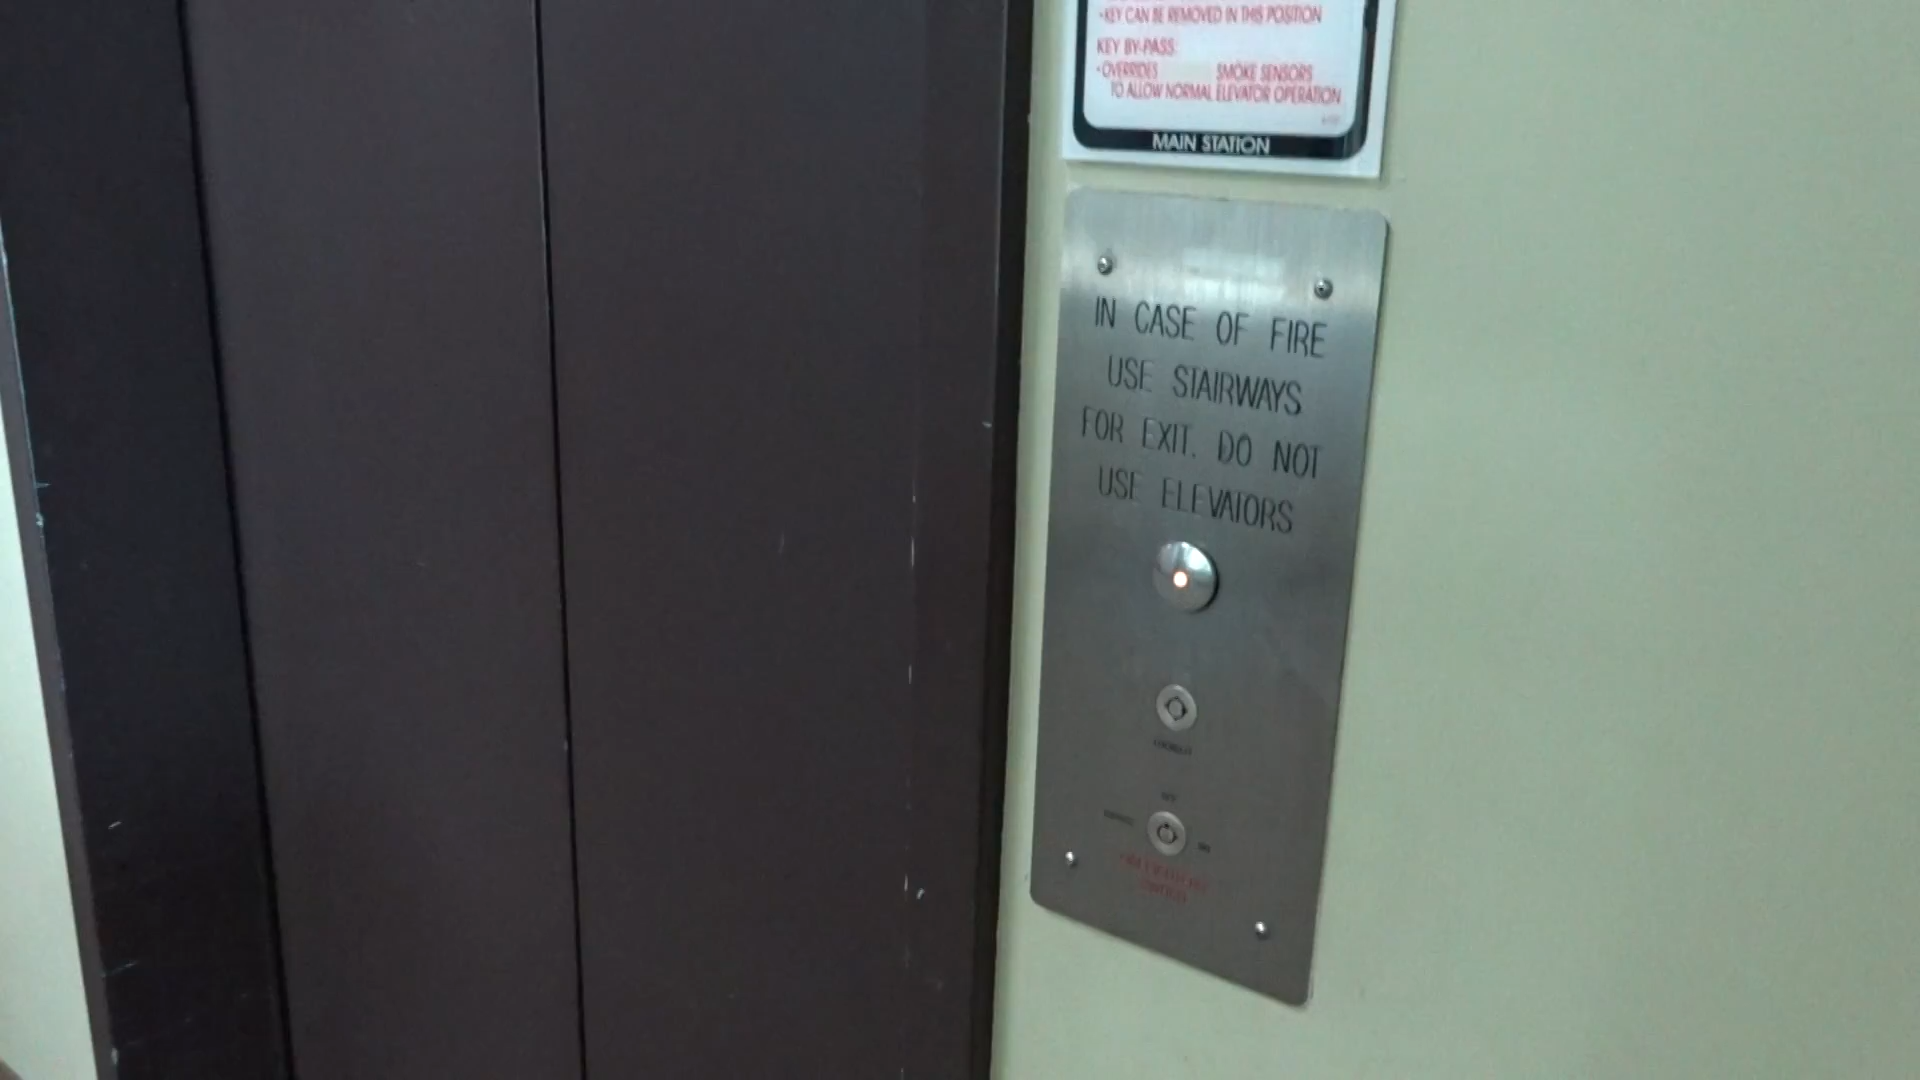 •KEY CAN BE REMOVED IN THIS POSITION
KEY BY-PASS:
•OVERRIDES SMOKE SENSORS
TO ALLOW NORMAL ELEVATOR OPERATION
MAIN STATION
IN CASE OF FIRE
USE STAIRWAYS
FOR EXIT. DO NOT
USE ELEVATORS